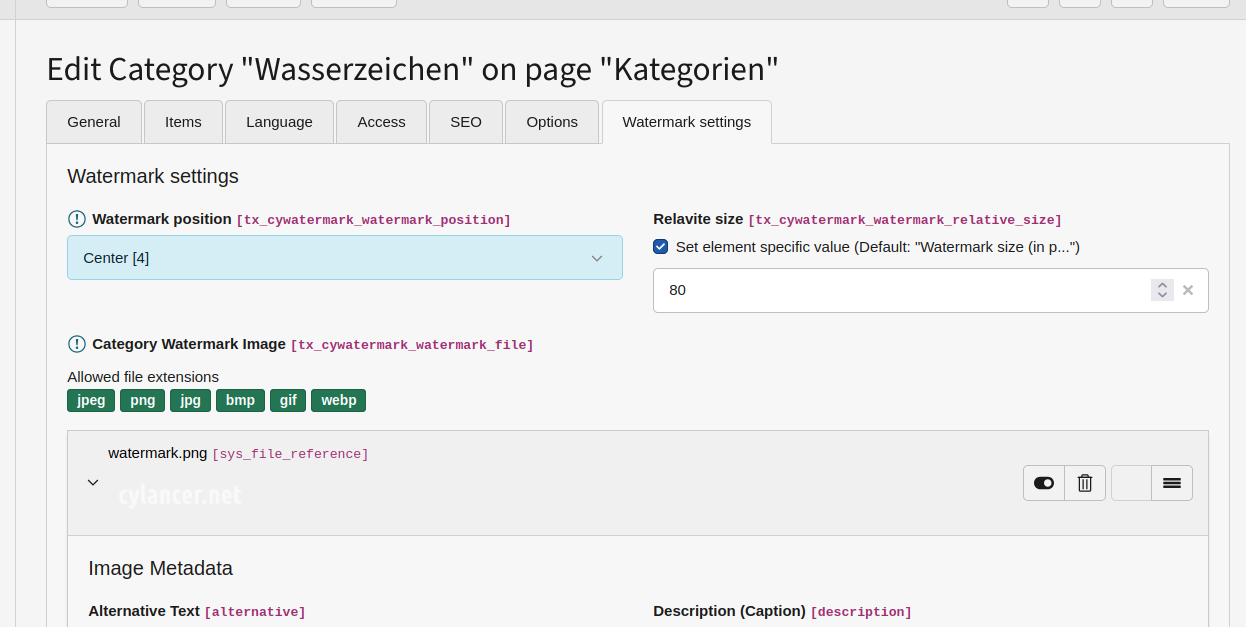 Edit Category "Wasserzeichen" on page "Kategorien"
General Items Language Access SEO Options Watermark settings
Watermark settings
Watermark position [tx_cywatermark_watermark_position]
Center [4]
Relavite size [tx_cywatermark_watermark_relative_size]
Set element specific value (Default: "Watermark size (in p...")
80
Category Watermark Image [tx_cywatermark_watermark_file]
Allowed file extensions
jpeg png jpg bmp gif webp
watermark.png [sys_file_reference]
cylancer.net
Image Metadata
Alternative Text [alternative]
Description (Caption) [description]